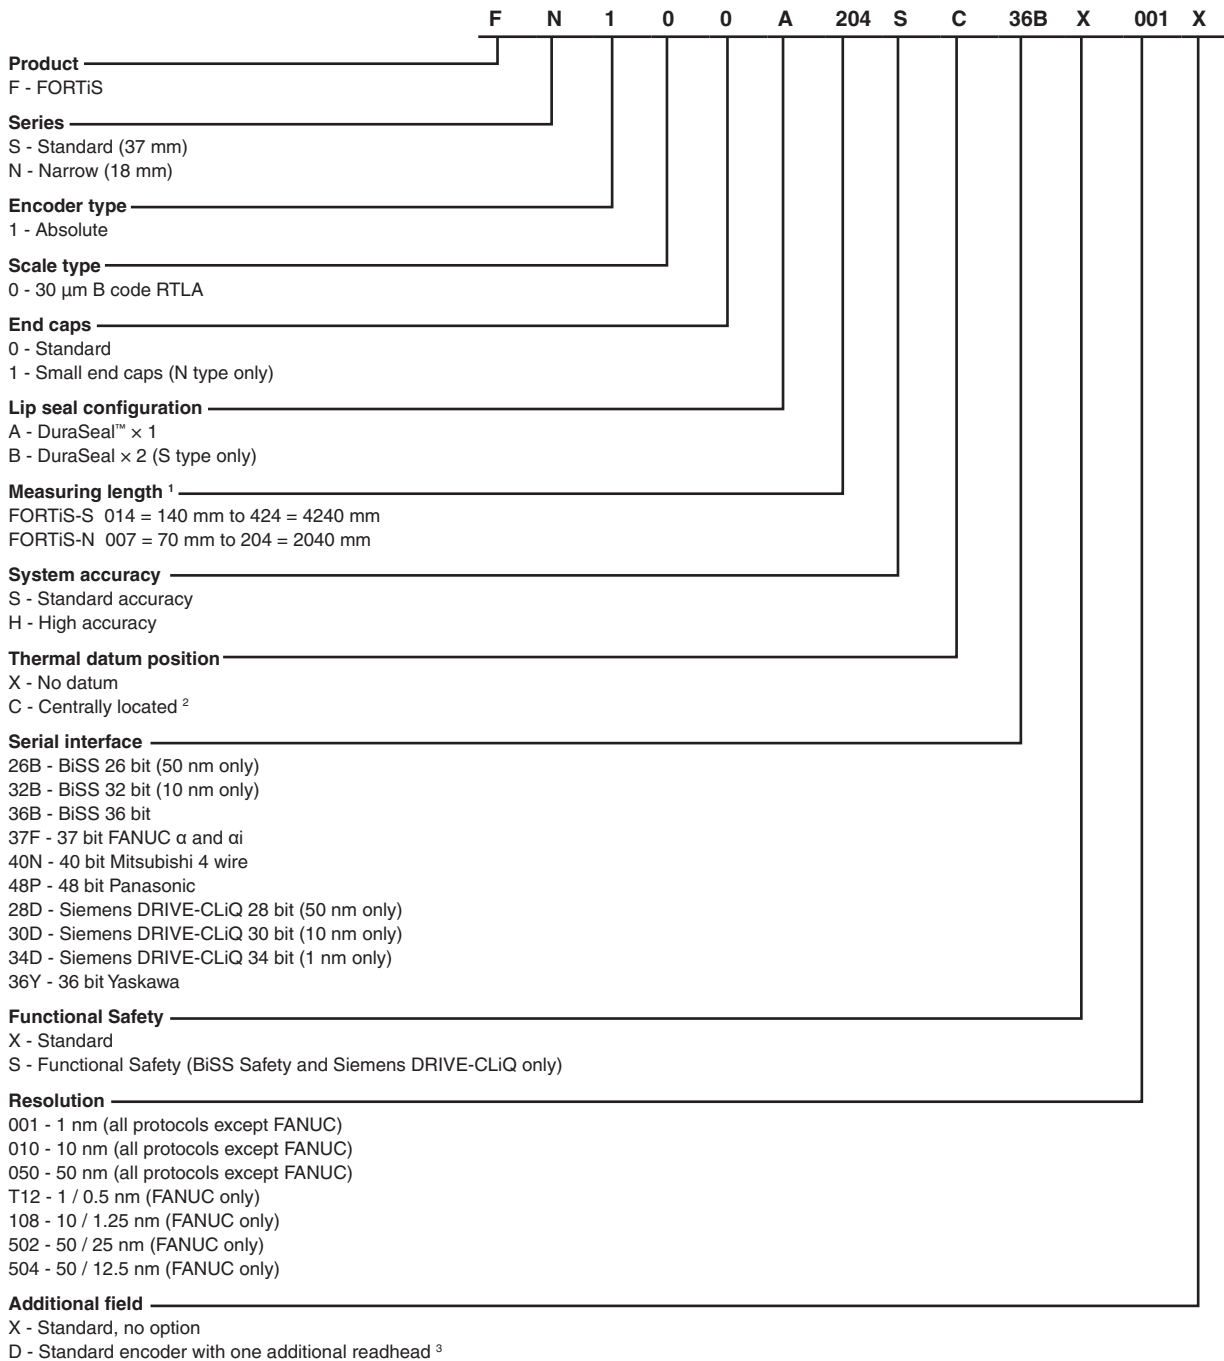 F N 1 0 0 A 204 S C 36B X 001 X
Product
F - FORTiS
Series
S - Standard (37 mm)
N - Narrow (18 mm)
Encoder type
1 - Absolute
Scale type
0 - 30 µm B code RTLA
End caps
0 - Standard
1 - Small end caps (N type only)
Lip seal configuration
A - DuraSeal™ × 1
B - DuraSeal × 2 (S type only)
Measuring length ¹
FORTiS-S 014 = 140 mm to 424 = 4240 mm
FORTiS-N 007 = 70 mm to 204 = 2040 mm
System accuracy
S - Standard accuracy
H - High accuracy
Thermal datum position
X - No datum
C - Centrally located ²
Serial interface
26B - BiSS 26 bit (50 nm only)
32B - BiSS 32 bit (10 nm only)
36B - BiSS 36 bit
37F - 37 bit FANUC α and αi
40N - 40 bit Mitsubishi 4 wire
48P - 48 bit Panasonic
28D - Siemens DRIVE-CLiQ 28 bit (50 nm only)
30D - Siemens DRIVE-CLiQ 30 bit (10 nm only)
34D - Siemens DRIVE-CLiQ 34 bit (1 nm only)
36Y - 36 bit Yaskawa
Functional Safety
X - Standard
S - Functional Safety (BiSS Safety and Siemens DRIVE-CLiQ only)
Resolution
001 - 1 nm (all protocols except FANUC)
010 - 10 nm (all protocols except FANUC)
050 - 50 nm (all protocols except FANUC)
T12 - 1 / 0.5 nm (FANUC only)
108 - 10 / 1.25 nm (FANUC only)
502 - 50 / 25 nm (FANUC only)
504 - 50 / 12.5 nm (FANUC only)
Additional field
X - Standard, no option
D - Standard encoder with one additional readhead ³